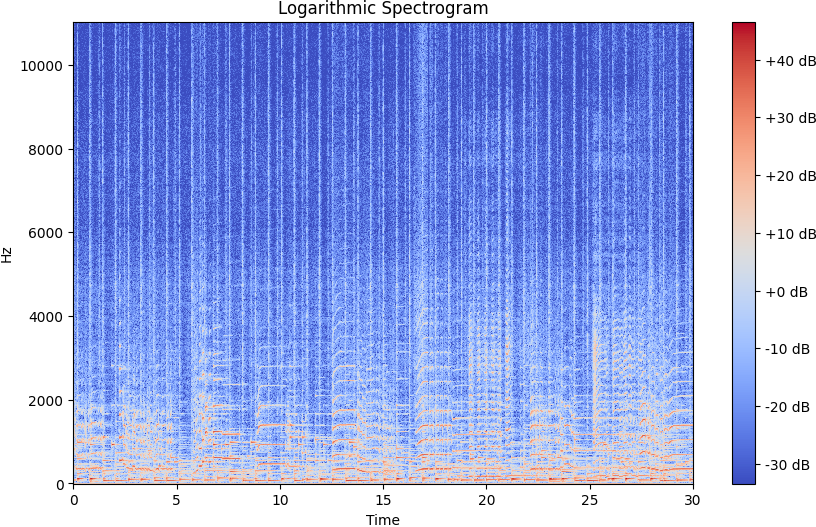 Logarithmic Spectrogram
10000
8000
6000
4000
2000
0
Hz
0 5 10 15 20 25 30
Time
+40 dB
+30 dB
+20 dB
+10 dB
+0 dB
-10 dB
-20 dB
-30 dB